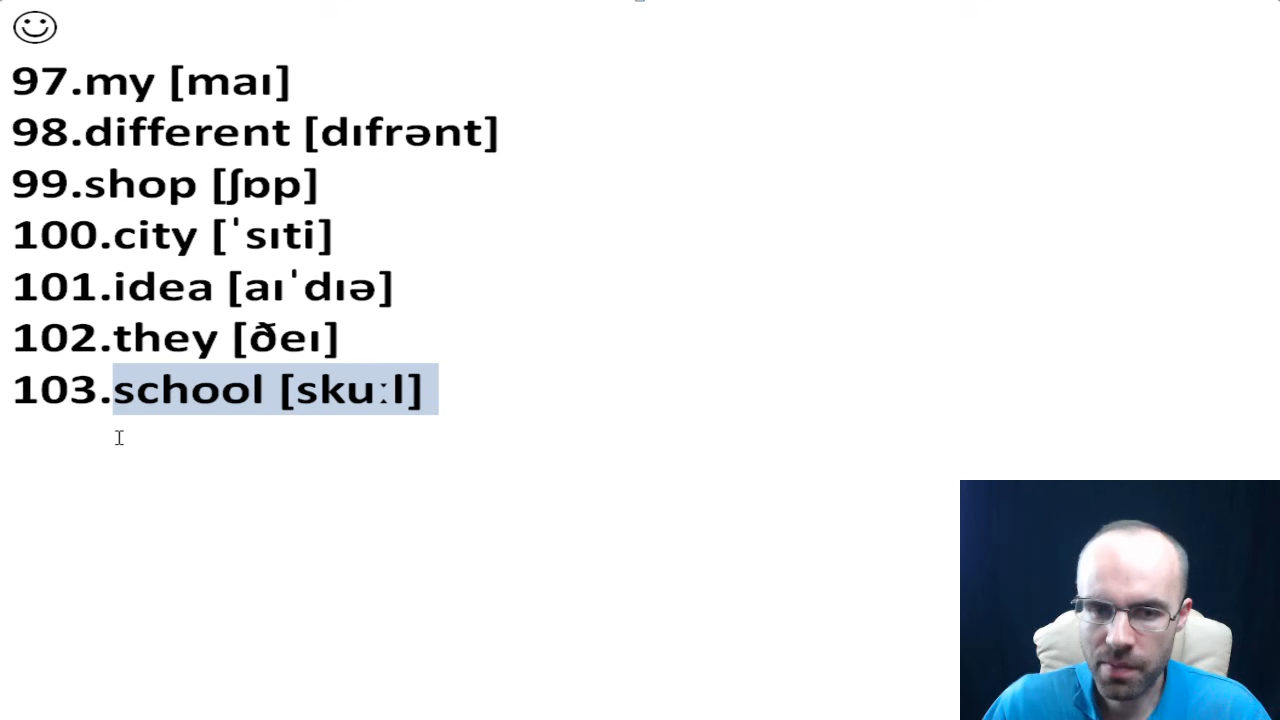 97.my [maɪ]
98.different [dɪfrənt]
99.shop [ʃɒp]
100.city [ˈsɪti]
101.idea [aɪˈdɪə]
102.they [ðeɪ]
103.school [skuːl]